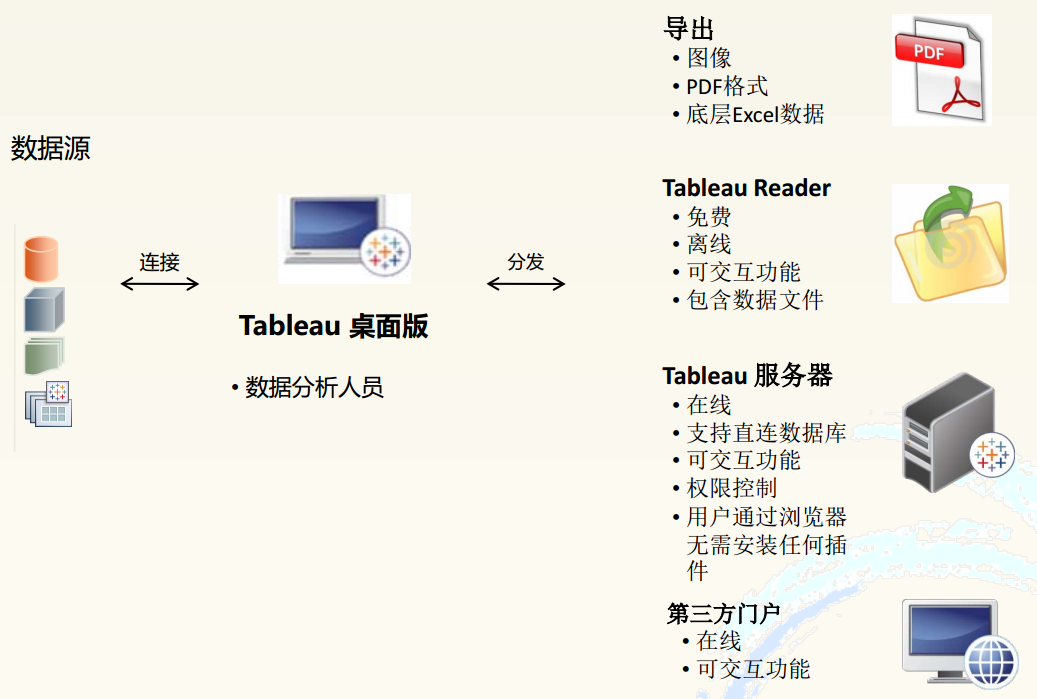 数据源
连接
Tableau 桌面版
• 数据分析人员
分发
导出
• 图像
• PDF格式
• 底层Excel数据
PDF
Tableau Reader
• 免费
• 离线
• 可交互功能
• 包含数据文件
Tableau 服务器
• 在线
• 支持直连数据库
• 可交互功能
• 权限控制
• 用户通过浏览器
无需安装任何插
件
第三方门户
• 在线
• 可交互功能